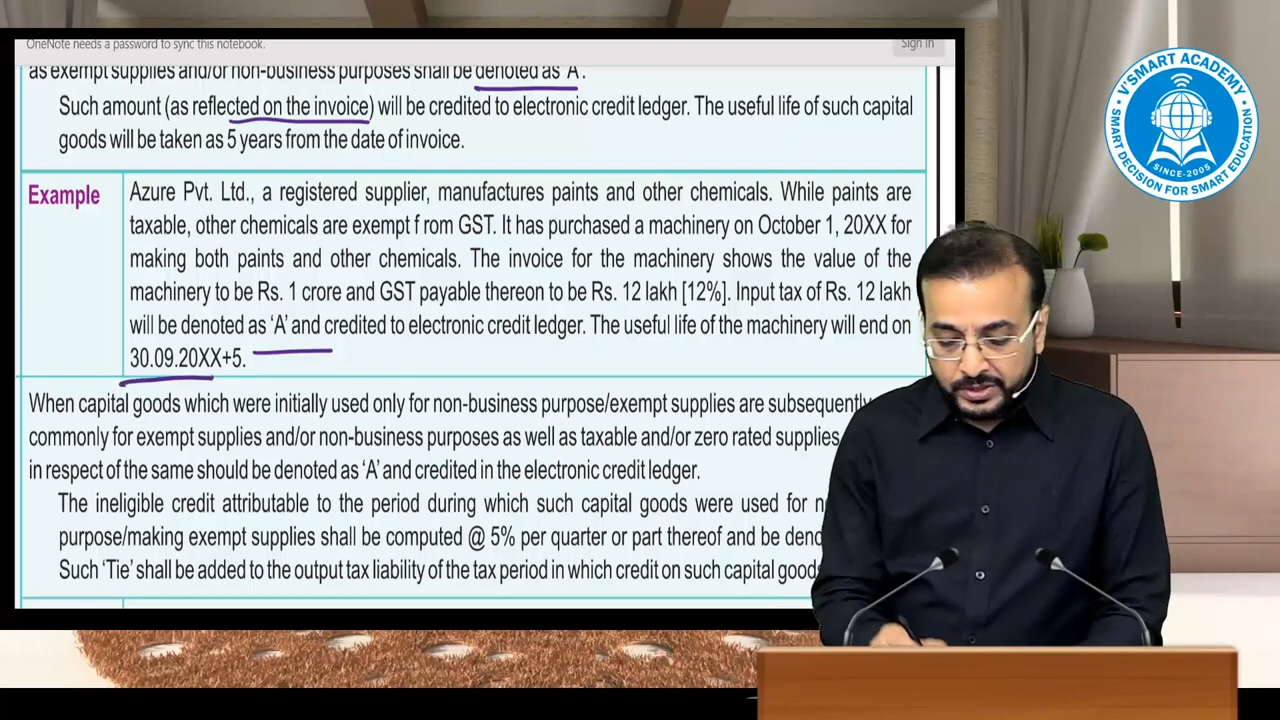 OneNote needs a password to sync this notebook.
Sign in
as exempt supplies and/or non-business purposes shall be denoted as 'A'.
Such amount (as reflected on the invoice) will be credited to electronic credit ledger. The useful life of such capital
goods will be taken as 5 years from the date of invoice.
Example
Azure Pvt. Ltd., a registered supplier, manufactures paints and other chemicals. While paints are
taxable, other chemicals are exempt f rom GST. It has purchased a machinery on October 1, 20XX for
making both paints and other chemicals. The invoice for the machinery shows the value of the
machinery to be Rs. 1 crore and GST payable thereon to be Rs. 12 lakh [12%]. Input tax of Rs. 12 lakh
will be denoted as 'A' and credited to electronic credit ledger. The useful life of the machinery will end on
30.09.20XX+5.
When capital goods which were initially used only for non-business purpose/exempt supplies are subsequently
commonly for exempt supplies and/or non-business purposes as well as taxable and/or zero rated supplies
in respect of the same should be denoted as 'A' and credited in the electronic credit ledger.
The ineligible credit attributable to the period during which such capital goods were used for
purpose/making exempt supplies shall be computed @ 5% per quarter or part thereof and be
Such 'Tie' shall be added to the output tax liability of the tax period in which credit on such capital goods
V'SMART ACADEMY
SINCE-2005
SMART DECISION FOR SMART EDUCATION